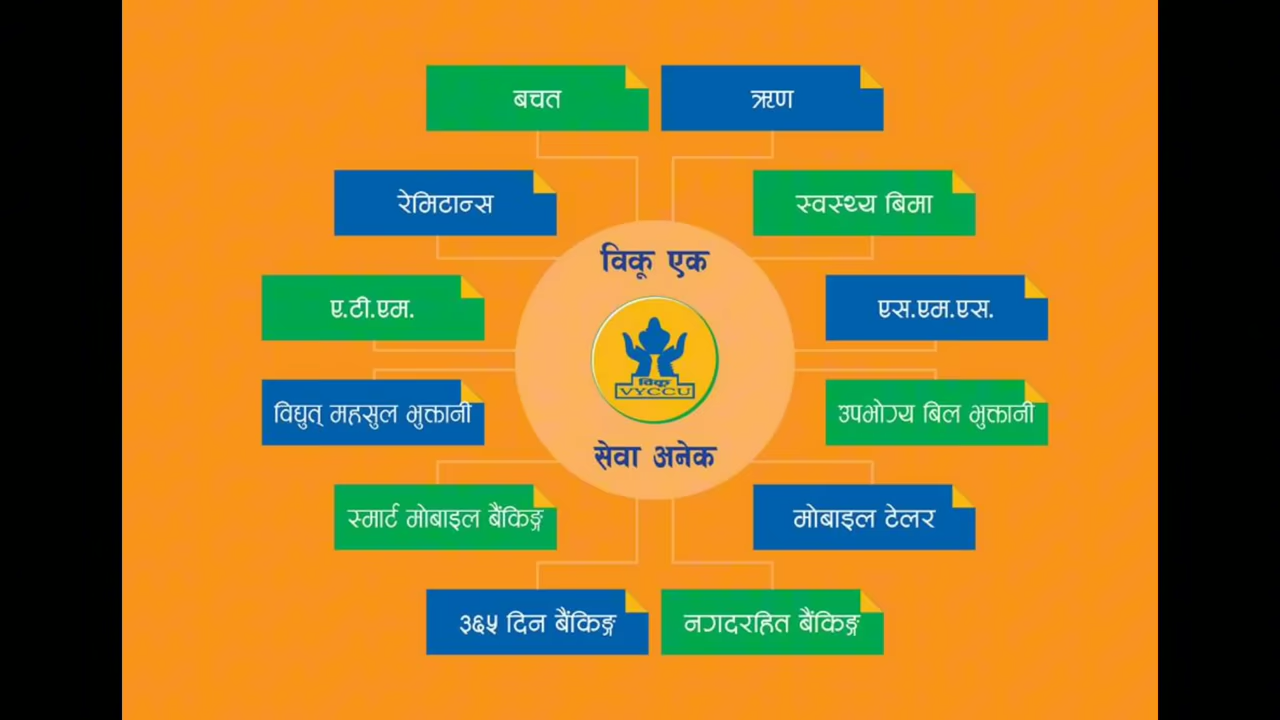 बचत
ऋण
रेमिटान्स
स्वस्थ्य बिमा
विकू एक
ए.टी.एम.
एस.एम.एस.
विकू
VYCCU
विद्युत् महसुल भुक्तानी
उपभोग्य बिल भुक्तानी
सेवा अनेक
स्मार्ट मोबाइल बैंकिङ्ग
मोबाइल टेलर
३६५ दिन बैंकिङ्ग
नगदरहित बैंकिङ्ग